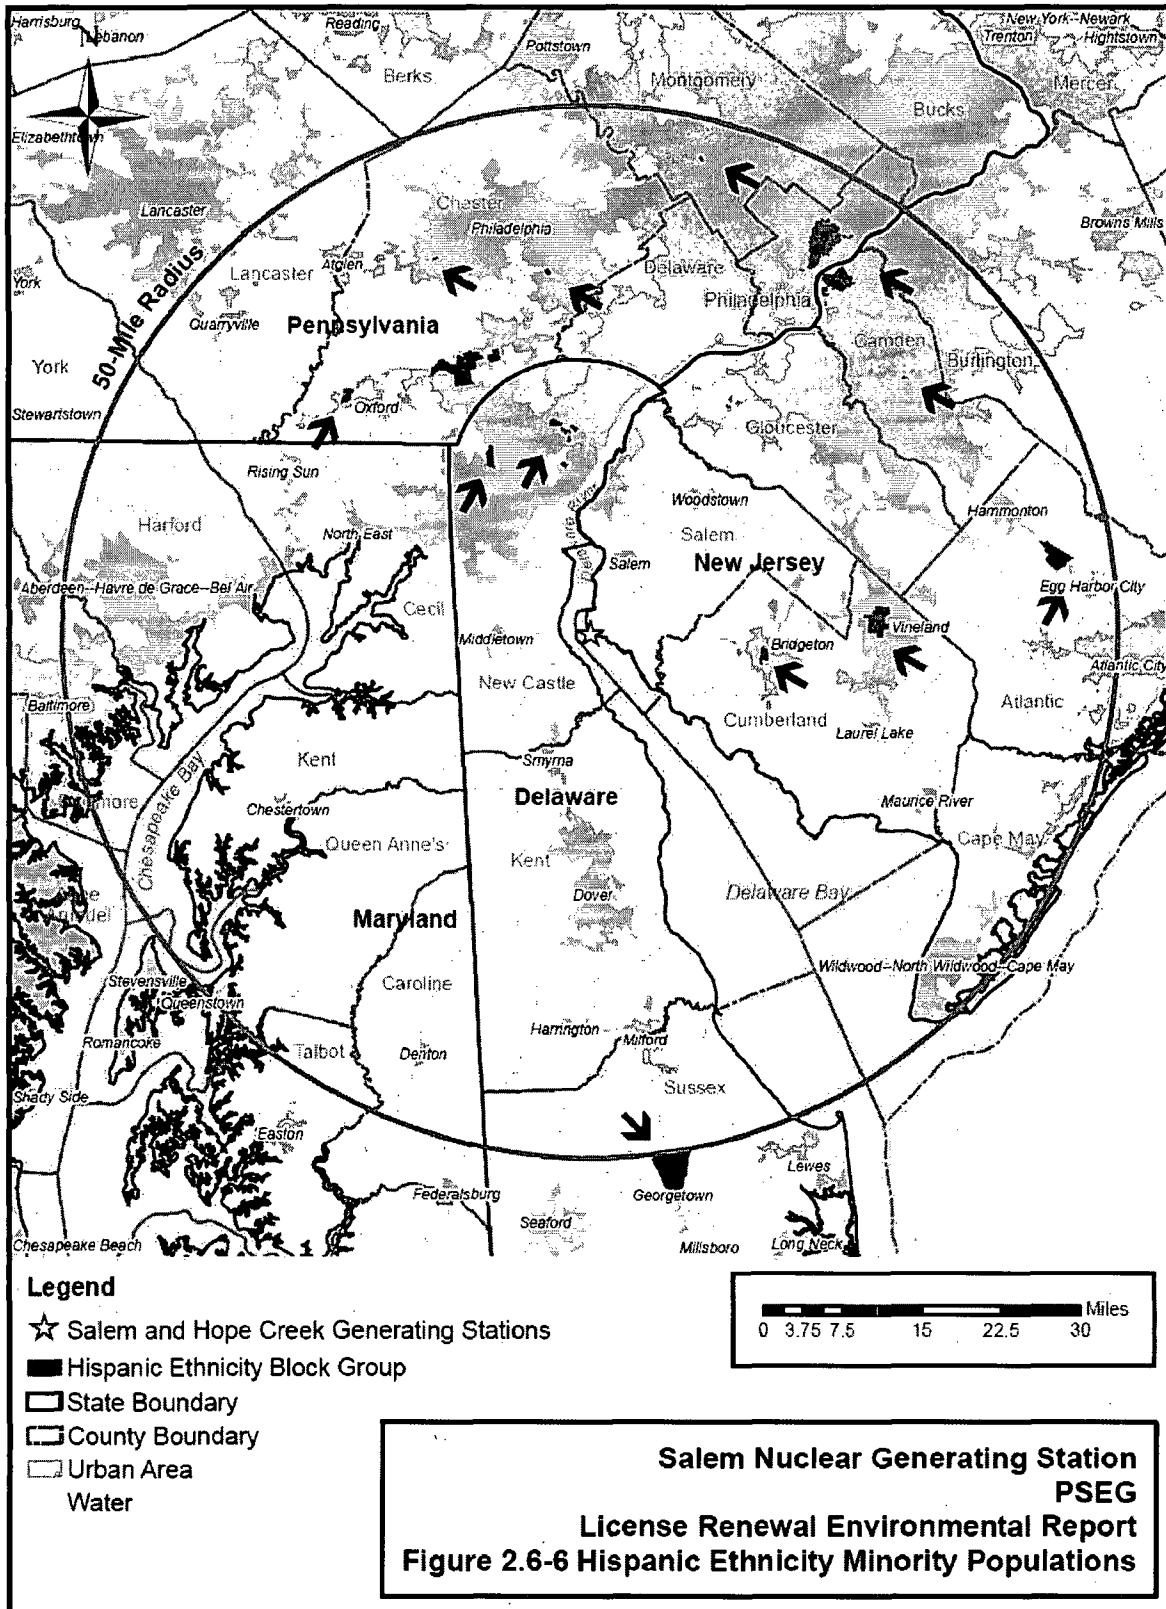 Harrisburg
Lebanon
Reading
Pottstown
New York--Newark
Trenton
Hightstown
Berks
Montgomery
Bucks
Mercer
Elizabethtown
Lancaster
Chester
Philadelphia
Browns Mills
York
Lancaster
Atglen
Delaware
Philadelphia
50-Mile Radius
Quarryville
Pennsylvania
Camden
Burlington
York
Stewartstown
Oxford
Gloucester
Rising Sun
Woodstown
Hammonton
Harford
North East
Delaware River
Salem
Salem
New Jersey
Egg Harbor City
Aberdeen--Havre de Grace--Bel Air
Cecil
Middletown
Bridgeton
Vineland
Atlantic City
New Castle
Baltimore
Cumberland
Laurel Lake
Atlantic
Kent
Smyrna
Chesapeake Bay
Delaware
Maurice River
Chestertown
Queen Anne's
Kent
Cape May
Dover
Delaware Bay
Maryland
Wildwood--North Wildwood--Cape May
Stevensville
Queenstown
Caroline
Harrington
Milford
Romancoke
Talbot
Denton
Sussex
Shady Side
Easton
Lewes
Federalsburg
Georgetown
Seaford
Chesapeake Beach
Millsboro
Long Neck
Legend
Salem and Hope Creek Generating Stations
Hispanic Ethnicity Block Group
State Boundary
County Boundary
Urban Area
Water
Miles
0 3.75 7.5 15 22.5 30
Salem Nuclear Generating Station
PSEG
License Renewal Environmental Report
Figure 2.6-6 Hispanic Ethnicity Minority Populations